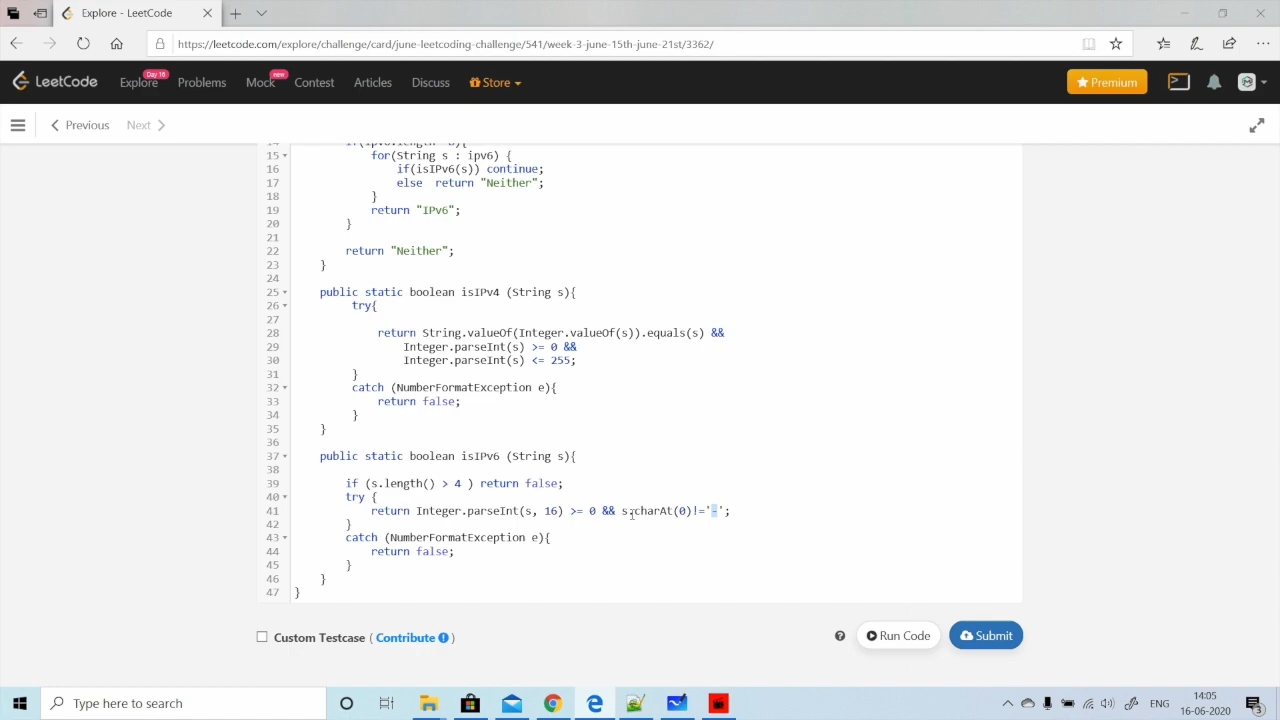 Explore - LeetCode
https://leetcode.com/explore/challenge/card/june-leetcoding-challenge/541/week-3-june-15th-june-21st/3362/
LeetCode Explore Day 16 Problems Mock new Contest Articles Discuss Store Premium
Previous Next
15 for(String s : ipv6) {
16 if(isIPv6(s)) continue;
17 else return "Neither";
18 }
19 return "IPv6";
20 }
21
22 return "Neither";
23 }
24
25 public static boolean isIPv4 (String s){
26 try{
27
28 return String.valueOf(Integer.valueOf(s)).equals(s) &&
29 Integer.parseInt(s) >= 0 &&
30 Integer.parseInt(s) <= 255;
31 }
32 catch (NumberFormatException e){
33 return false;
34 }
35 }
36
37 public static boolean isIPv6 (String s){
38
39 if (s.length() > 4 ) return false;
40 try {
41 return Integer.parseInt(s, 16) >= 0 && s.charAt(0)!='-';
42 }
43 catch (NumberFormatException e){
44 return false;
45 }
46 }
47 }
Custom Testcase ( Contribute )
Run Code
Submit
Type here to search
ENG
14:05
16-06-2020
3